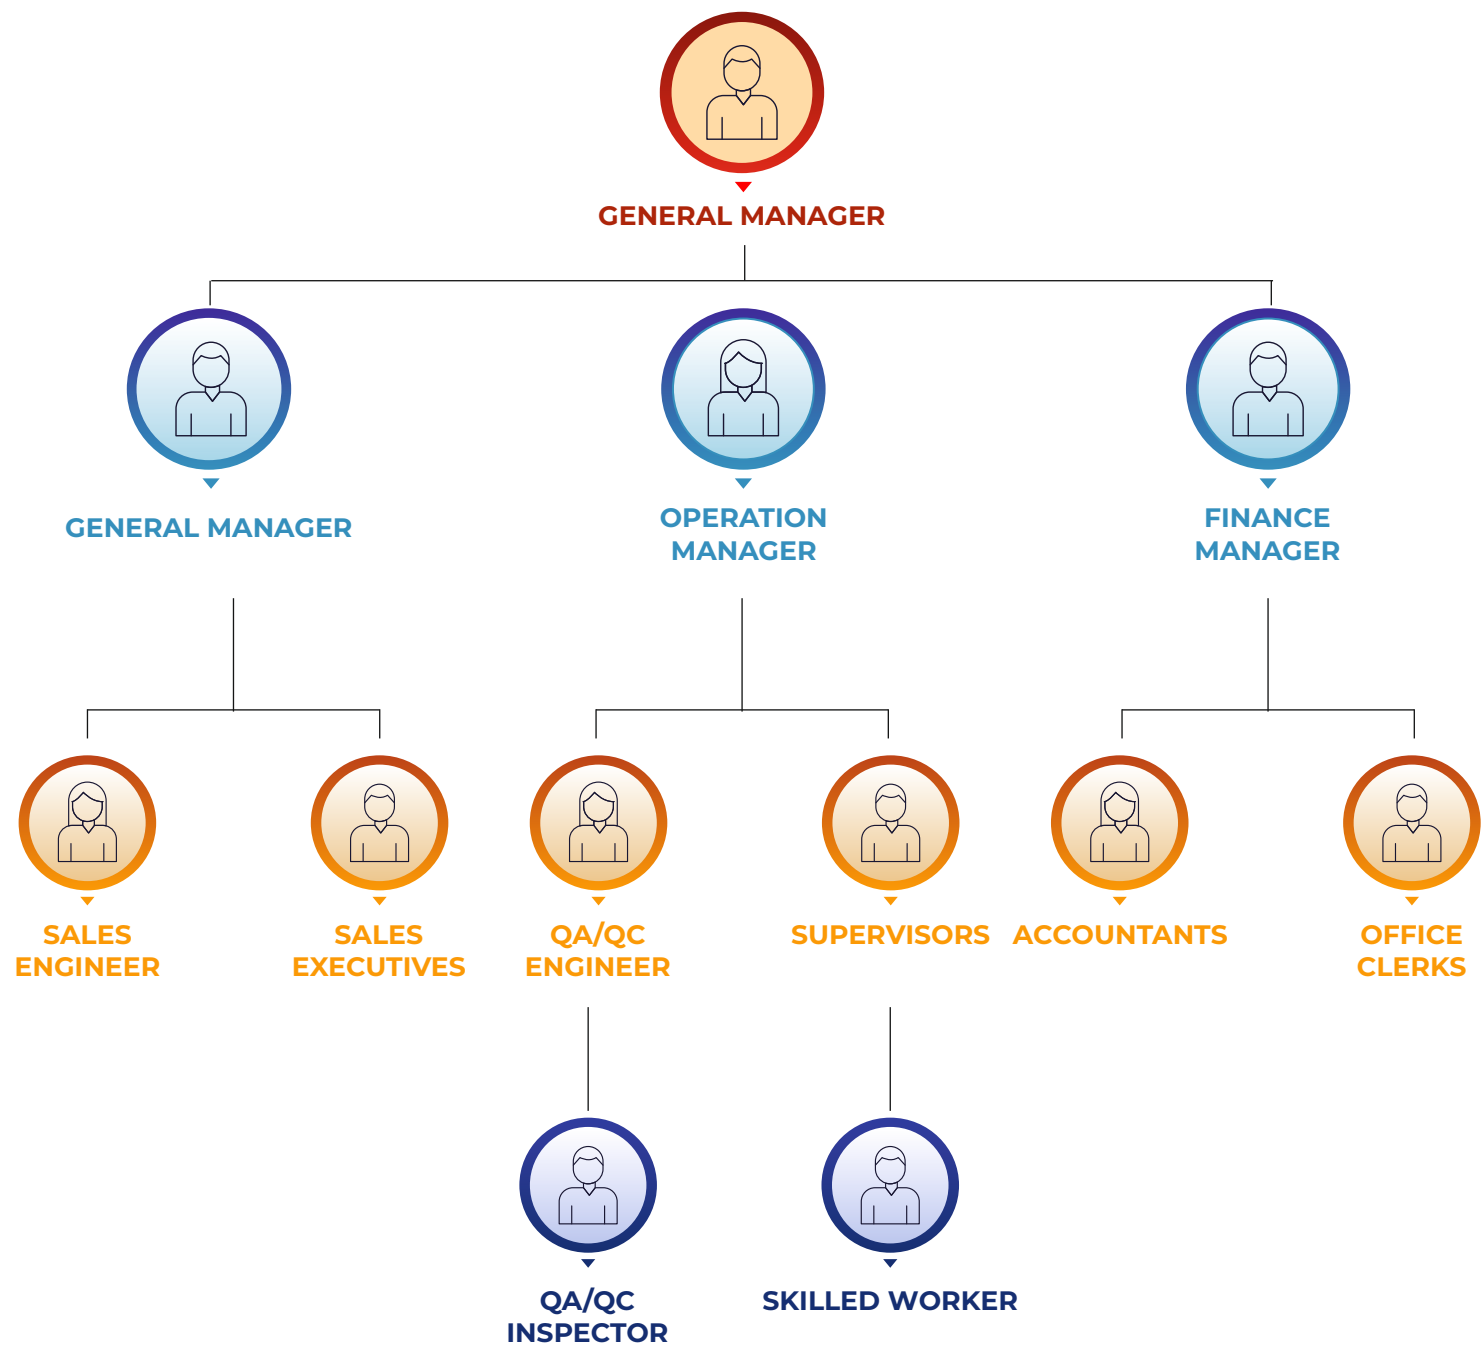 GENERAL MANAGER
GENERAL MANAGER
OPERATION
MANAGER
FINANCE
MANAGER
SALES
ENGINEER
SALES
EXECUTIVES
QA/QC
ENGINEER
SUPERVISORS
ACCOUNTANTS
OFFICE
CLERKS
QA/QC
INSPECTOR
SKILLED WORKER